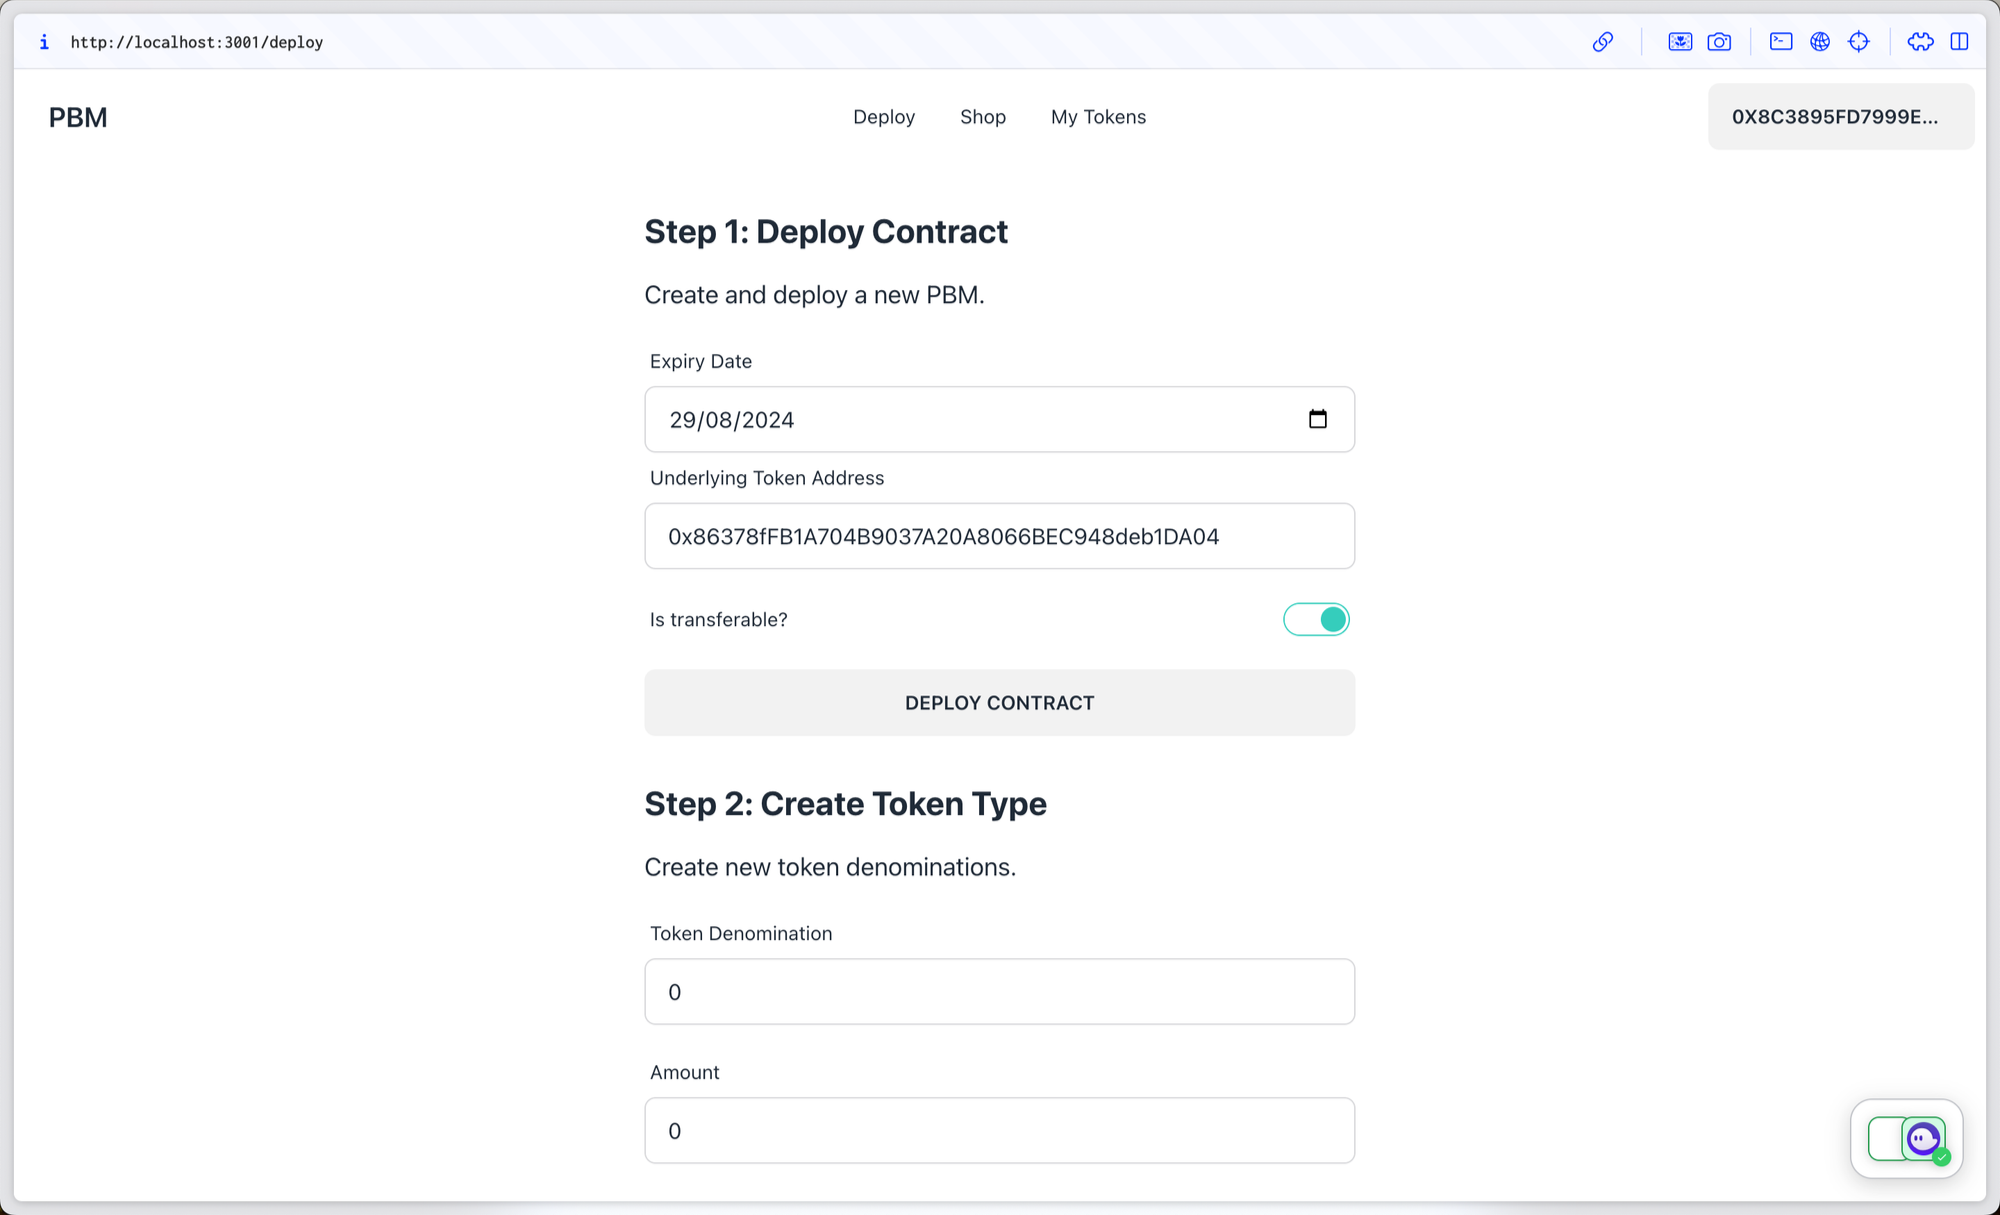 http://localhost:3001/deploy
PBM
Deploy
Shop
My Tokens
0X8C3895FD7999E...
Step 1: Deploy Contract
Create and deploy a new PBM.
Expiry Date
29/08/2024
Underlying Token Address
0x86378fFB1A704B9037A20A8066BEC948deb1DA04
Is transferable?
DEPLOY CONTRACT
Step 2: Create Token Type
Create new token denominations.
Token Denomination
0
Amount
0